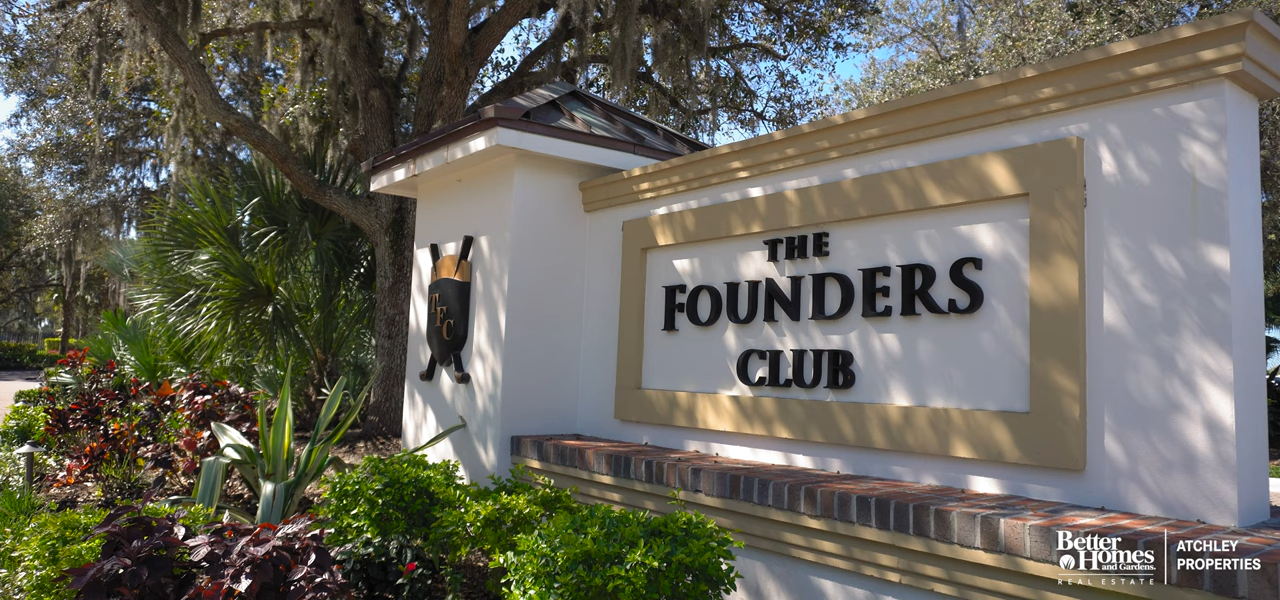 THE
FOUNDERS
CLUB
TFC
Better
Homes
and Gardens.
REAL ESTATE
ATCHLEY
PROPERTIES